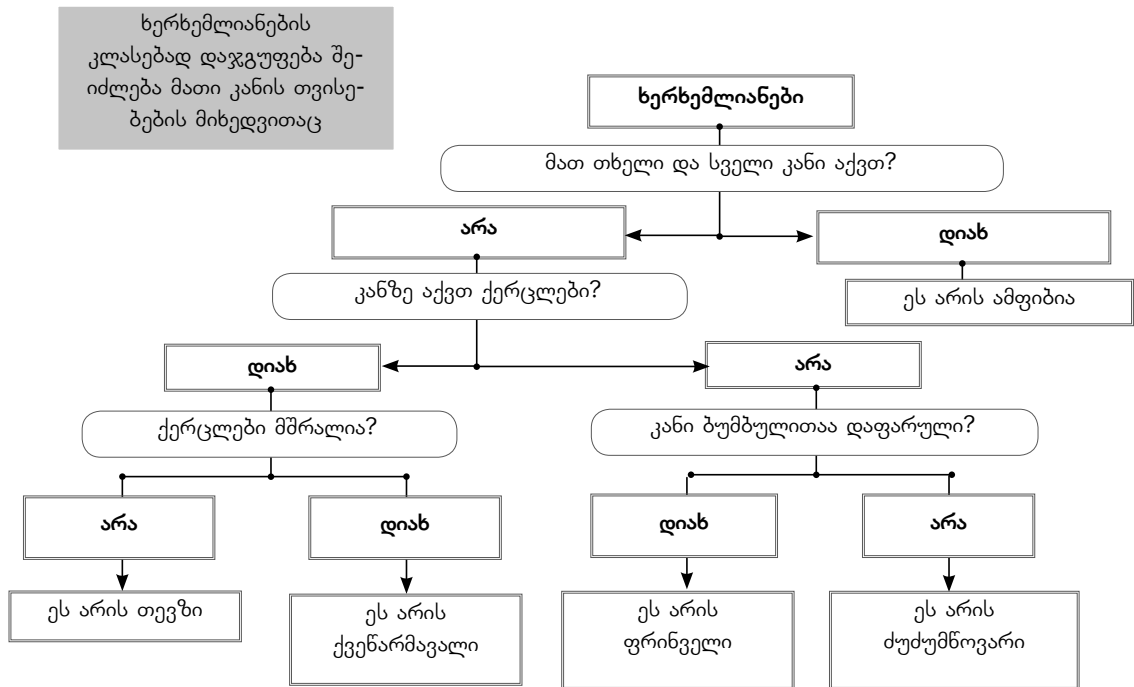 ხერხემლიანების
კლასებად დაჯგუფება შე-
იძლება მათი კანის თვისე-
ბების მიხედვითაც
ხერხემლიანები
მათ თხელი და სველი კანი აქვთ?
არა
დიახ
კანზე აქვთ ქერცლები?
ეს არის ამფიბია
დიახ
არა
ქერცლები მშრალია?
კანი ბუმბულითაა დაფარული?
არა
დიახ
დიახ
არა
ეს არის თევზი
ეს არის
ქვეწარმავალი
ეს არის
ფრინველი
ეს არის
ძუძუმწოვარი